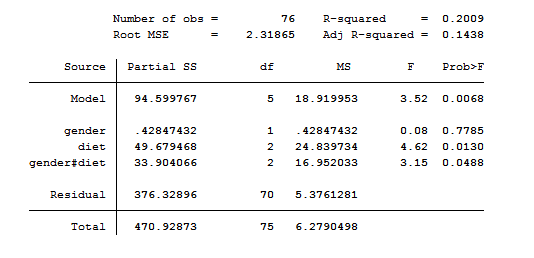 Number of obs = 76 R-squared = 0.2009
Root MSE = 2.31865 Adj R-squared = 0.1438
Source Partial SS df MS F Prob>F
Model 94.599767 5 18.919953 3.52 0.0068
gender .42847432 1 .42847432 0.08 0.7785
diet 49.679468 2 24.839734 4.62 0.0130
gender#diet 33.904066 2 16.952033 3.15 0.0488
Residual 376.32896 70 5.3761281
Total 470.92873 75 6.2790498